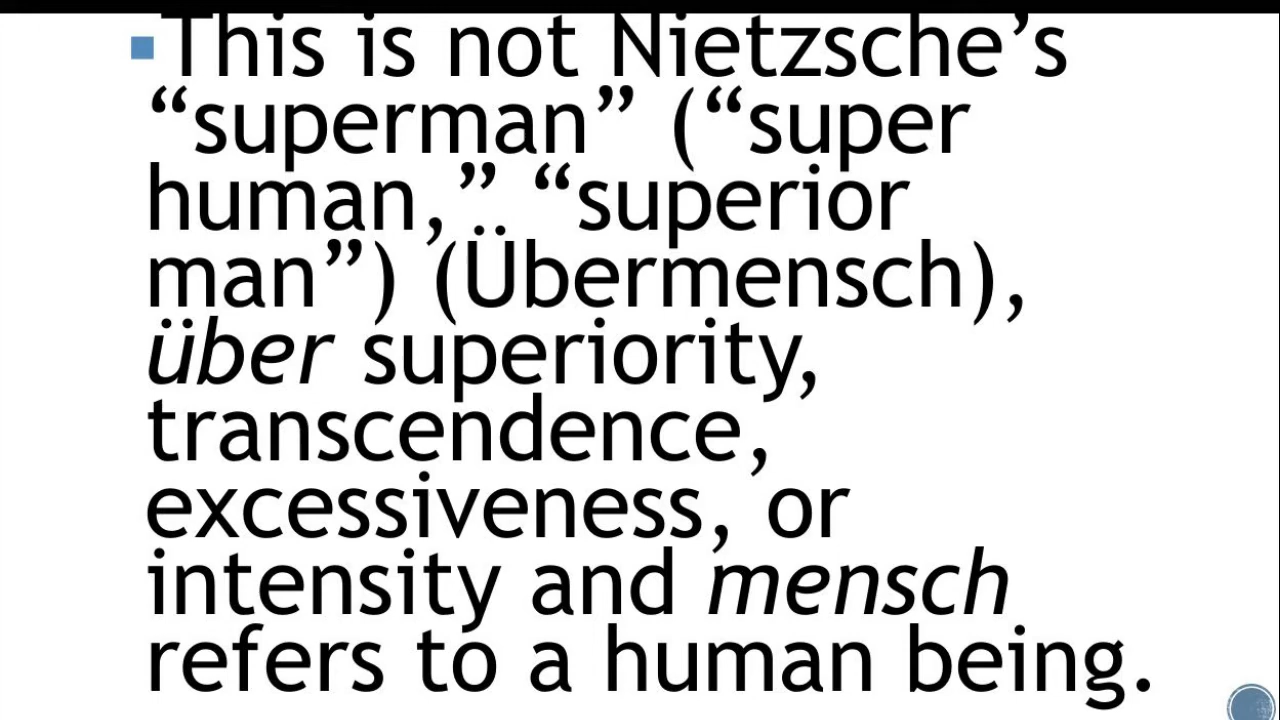 ▪This is not Nietzsche’s
“superman” (“super
human,” “superior
man”) (Übermensch),
über superiority,
transcendence,
excessiveness, or
intensity and mensch
refers to a human being.